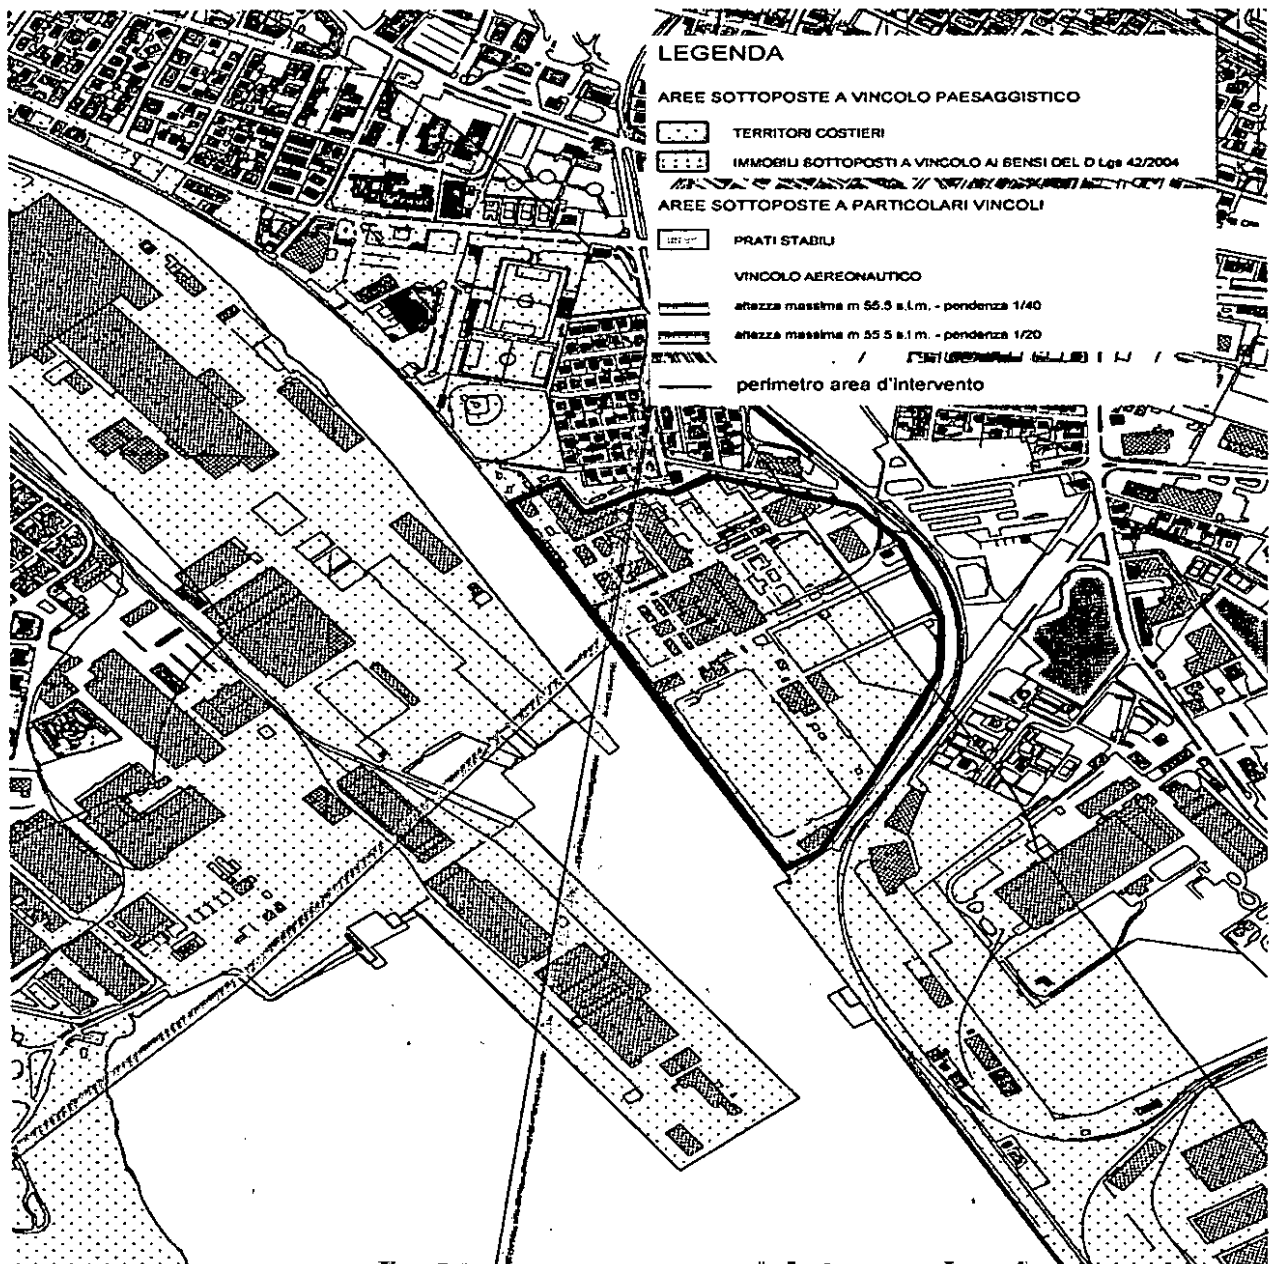 LEGENDA
AREE SOTTOPOSTE A VINCOLO PAESAGGISTICO
TERRITORI COSTIERI
IMMOBILI SOTTOPOSTI A VINCOLO AI SENSI DEL D Lgs 42/2004
AREE SOTTOPOSTE A PARTICOLARI VINCOLI
PRATI STABILI
VINCOLO AEREONAUTICO
altezza massima m 55.5 s.l.m. - pendenza 1/40
altezza massima m 55 5 s.l.m. - pendenza 1/20
perimetro area d'intervento